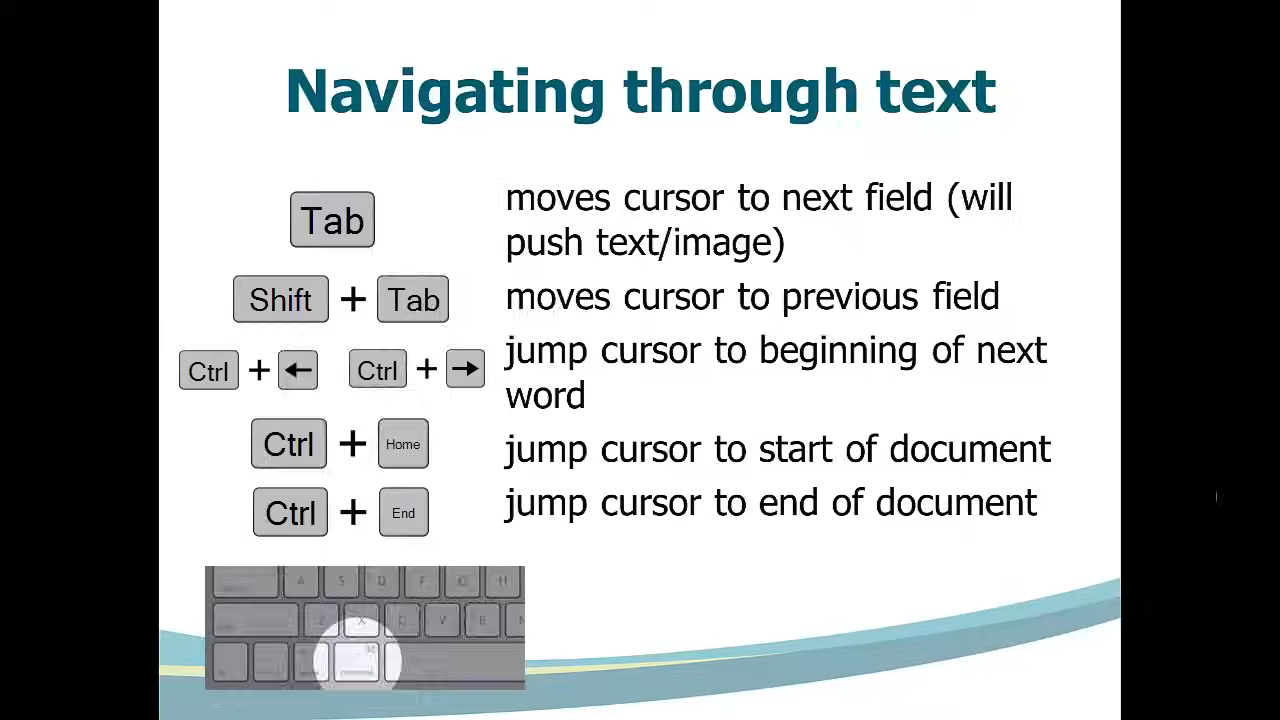 Navigating through text
Tab
moves cursor to next field (will
push text/image)
Shift + Tab
moves cursor to previous field
Ctrl + ← Ctrl + →
jump cursor to beginning of next
word
Ctrl + Home
jump cursor to start of document
Ctrl + End
jump cursor to end of document
A S D F G H
Z X C V B N